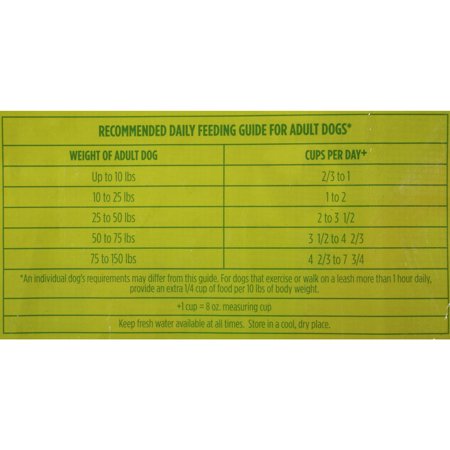 RECOMMENDED DAILY FEEDING GUIDE FOR ADULT DOGS*
WEIGHT OF ADULT DOG CUPS PER DAY+
Up to 10 lbs 2/3 to 1
10 to 25 lbs 1 to 2
25 to 50 lbs 2 to 3 1/2
50 to 75 lbs 3 1/2 to 4 2/3
75 to 150 lbs 4 2/3 to 7 3/4
*An individual dog's requirements may differ from this guide. For dogs that exercise or walk on a leash more than 1 hour daily,
provide an extra 1/4 cup of food per 10 lbs of body weight.
+1 cup = 8 oz. measuring cup
Keep fresh water available at all times. Store in a cool, dry place.